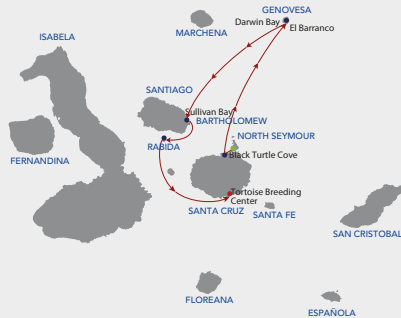 GENOVESA
MARCHENA
Darwin Bay
El Barranco
ISABELA
SANTIAGO
Sullivan Bay
BARTHOLOMEW
NORTH SEYMOUR
RABIDA
Black Turtle Cove
FERNANDINA
Tortoise Breeding
Center
SANTA CRUZ
SANTA FE
SAN CRISTOBAL
FLOREANA
ESPAÑOLA